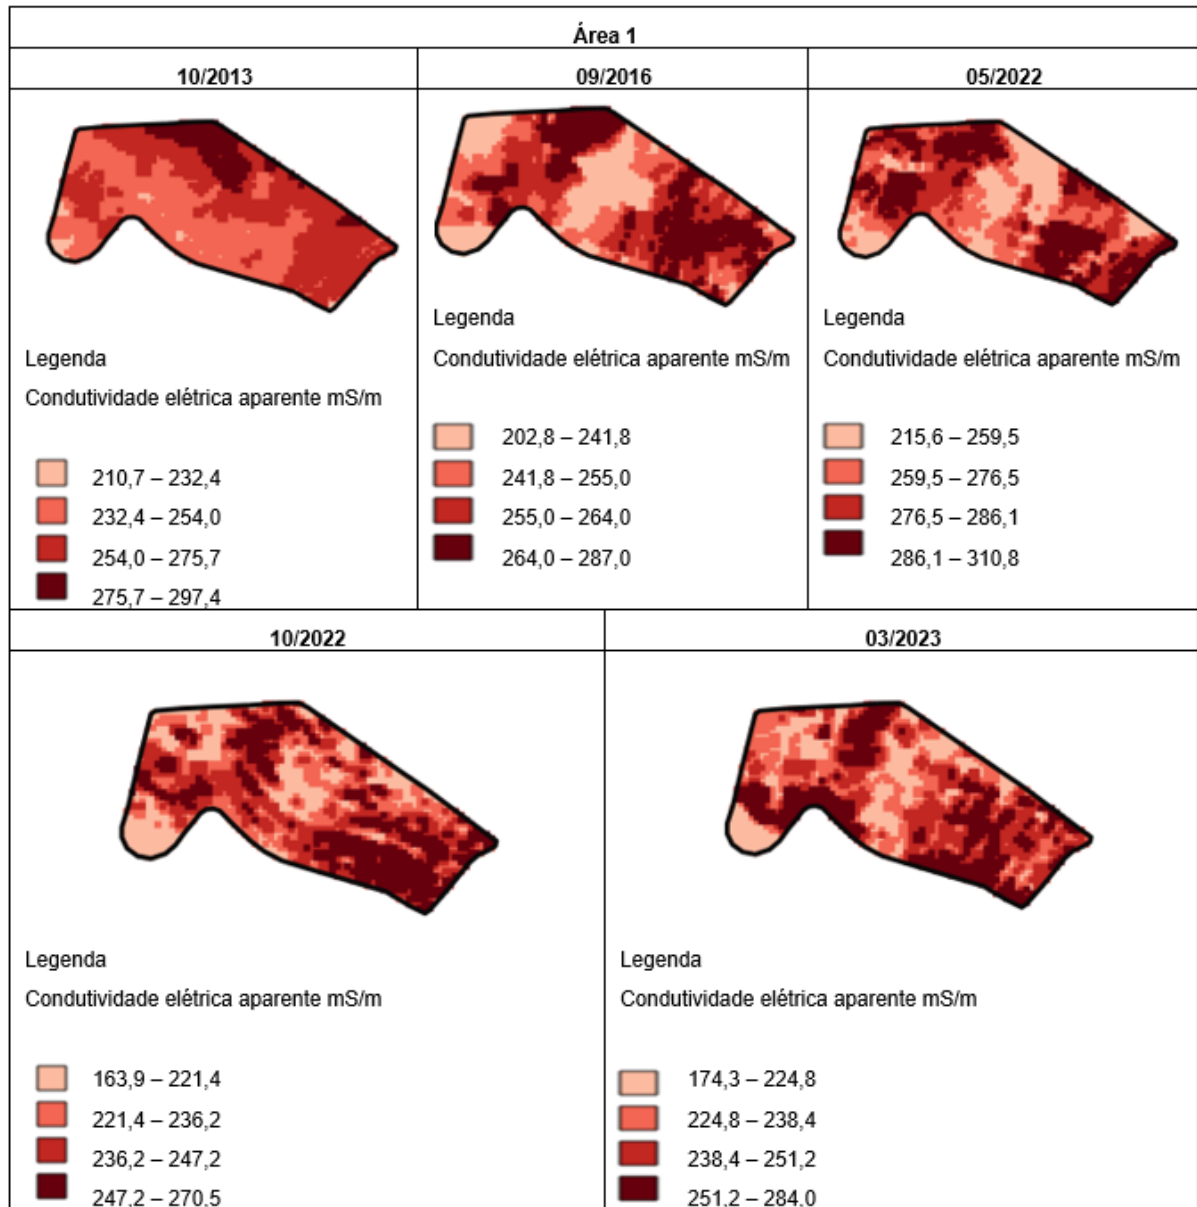 Área 1
10/2013
09/2016
05/2022
Legenda
Condutividade elétrica aparente mS/m
210,7 – 232,4
232,4 – 254,0
254,0 – 275,7
275,7 – 297,4
Legenda
Condutividade elétrica aparente mS/m
202,8 – 241,8
241,8 – 255,0
255,0 – 264,0
264,0 – 287,0
Legenda
Condutividade elétrica aparente mS/m
215,6 – 259,5
259,5 – 276,5
276,5 – 286,1
286,1 – 310,8
10/2022
03/2023
Legenda
Condutividade elétrica aparente mS/m
163,9 – 221,4
221,4 – 236,2
236,2 – 247,2
247,2 – 270,5
Legenda
Condutividade elétrica aparente mS/m
174,3 – 224,8
224,8 – 238,4
238,4 – 251,2
251,2 – 284,0